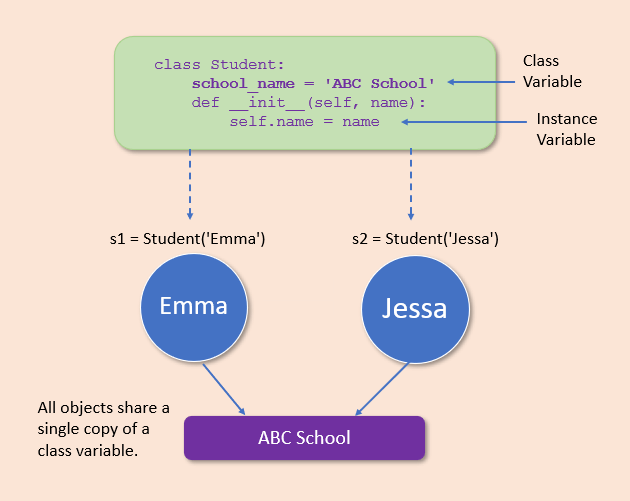 class Student:
school_name = 'ABC School'
def __init__(self, name):
self.name = name
Class
Variable
Instance
Variable
s1 = Student('Emma')
s2 = Student('Jessa')
Emma
Jessa
All objects share a
single copy of a
class variable.
ABC School